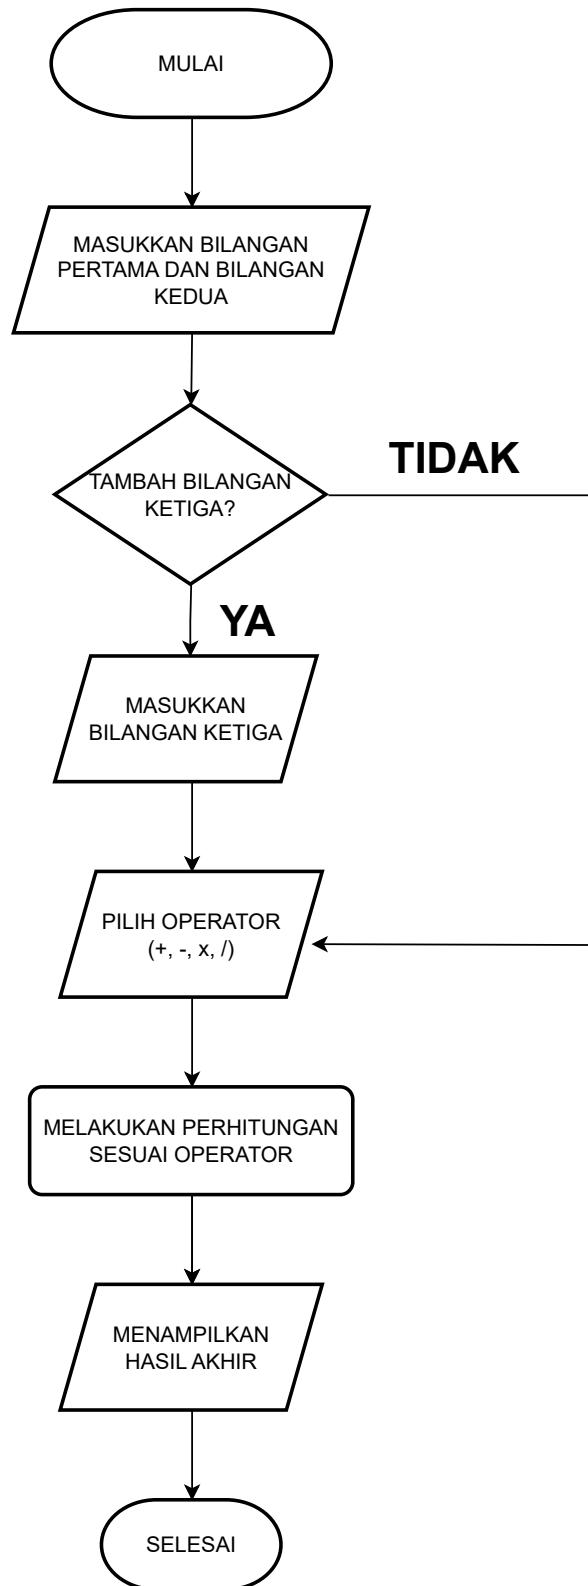 MULAI
MASUKKAN BILANGAN
PERTAMA DAN BILANGAN
KEDUA
TAMBAH BILANGAN
KETIGA?
TIDAK
YA
MASUKKAN
BILANGAN KETIGA
PILIH OPERATOR
(+, -, x, /)
MELAKUKAN PERHITUNGAN
SESUAI OPERATOR
MENAMPILKAN
HASIL AKHIR
SELESAI